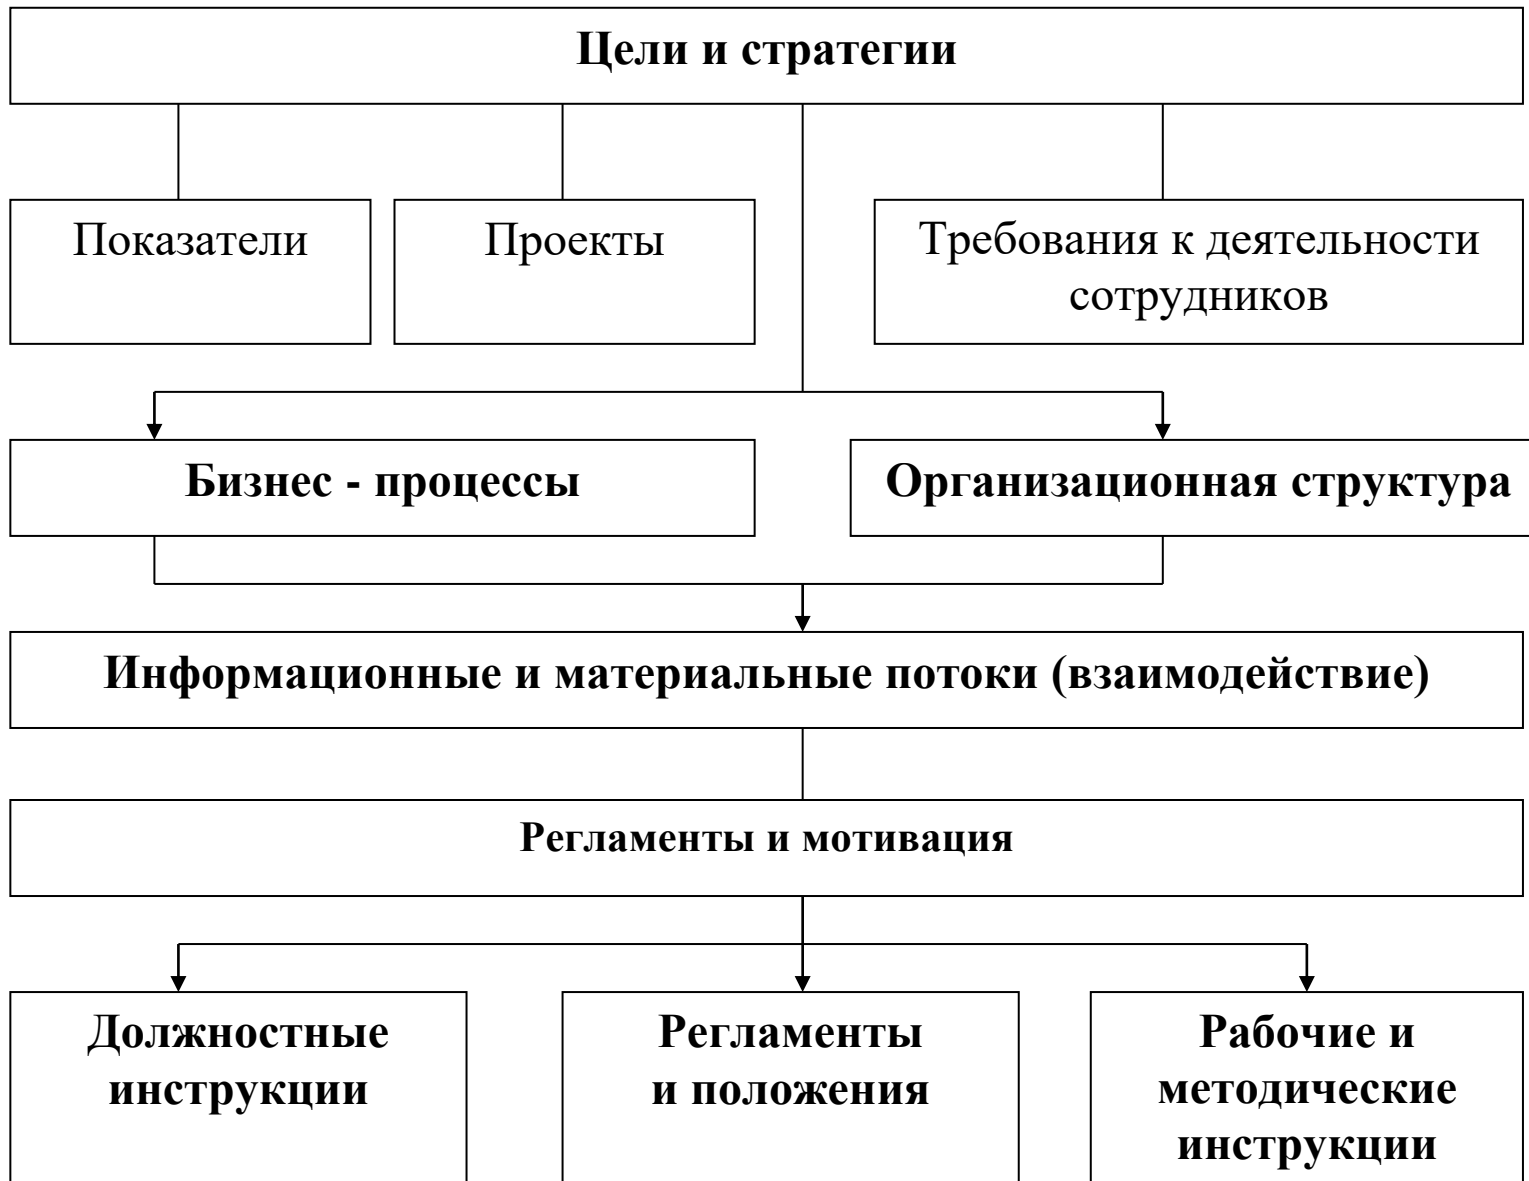 Цели и стратегии
Показатели
Проекты
Требования к деятельности
сотрудников
Бизнес - процессы
Организационная структура
Информационные и материальные потоки (взаимодействие)
Регламенты и мотивация
Должностные
инструкции
Регламенты
и положения
Рабочие и
методические
инструкции